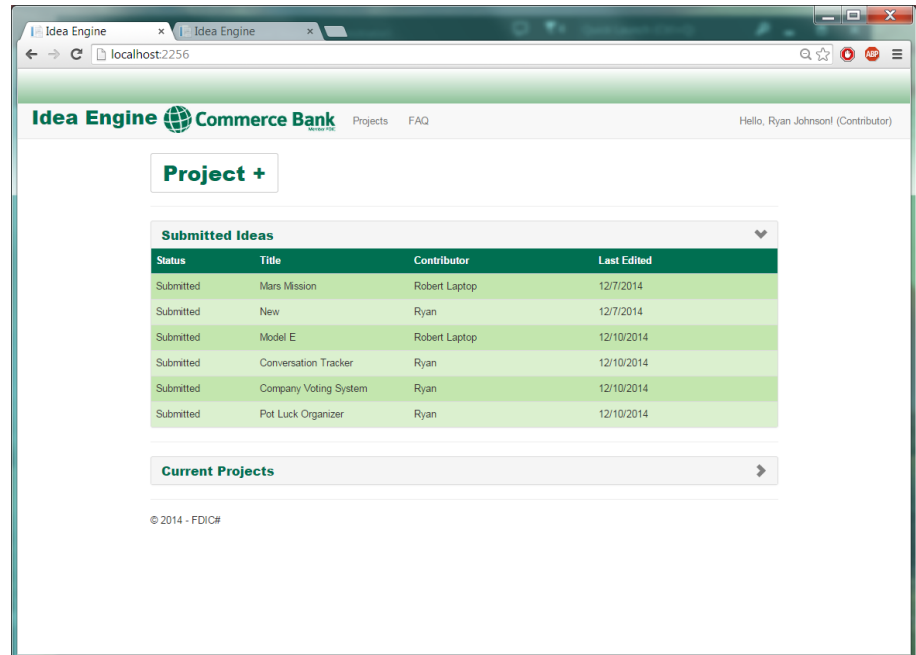 Idea Engine × Idea Engine ×
localhost:2256 ABP
Idea Engine Commerce Bank Projects FAQ Hello, Ryan Johnson! (Contributor)
Member FDIC
Project +
Submitted Ideas
Status Title Contributor Last Edited
Submitted Mars Mission Robert Laptop 12/7/2014
Submitted New Ryan 12/7/2014
Submitted Model E Robert Laptop 12/10/2014
Submitted Conversation Tracker Ryan 12/10/2014
Submitted Company Voting System Ryan 12/10/2014
Submitted Pot Luck Organizer Ryan 12/10/2014
Current Projects
© 2014 - FDIC#